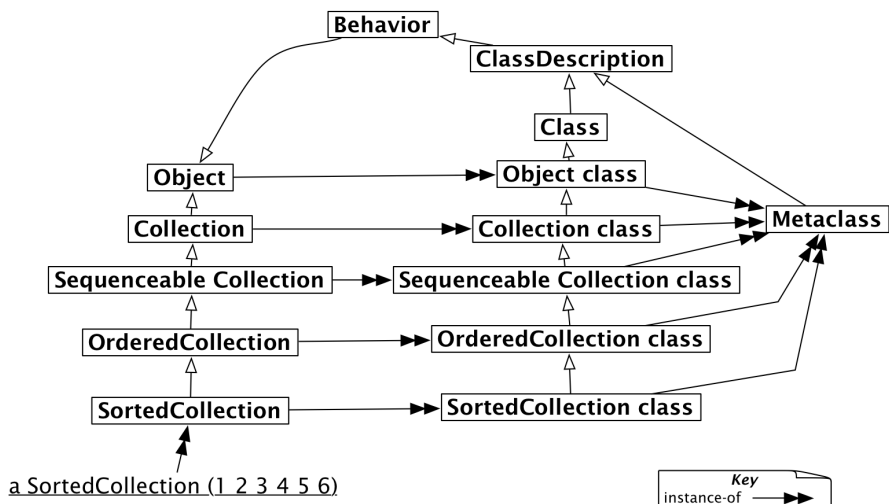 Behavior
ClassDescription
Class
Object
Object class
Collection
Collection class
Metaclass
Sequenceable Collection
Sequenceable Collection class
OrderedCollection
OrderedCollection class
SortedCollection
SortedCollection class
a SortedCollection (1 2 3 4 5 6)
Key
instance-of